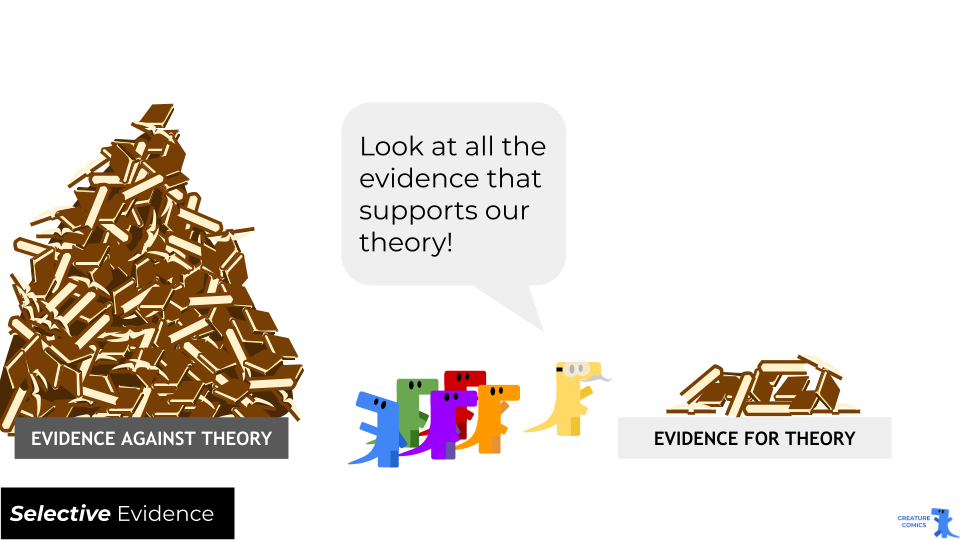 Look at all the
evidence that
supports our
theory!
EVIDENCE AGAINST THEORY
EVIDENCE FOR THEORY
Selective Evidence
CREATURE
COMICS